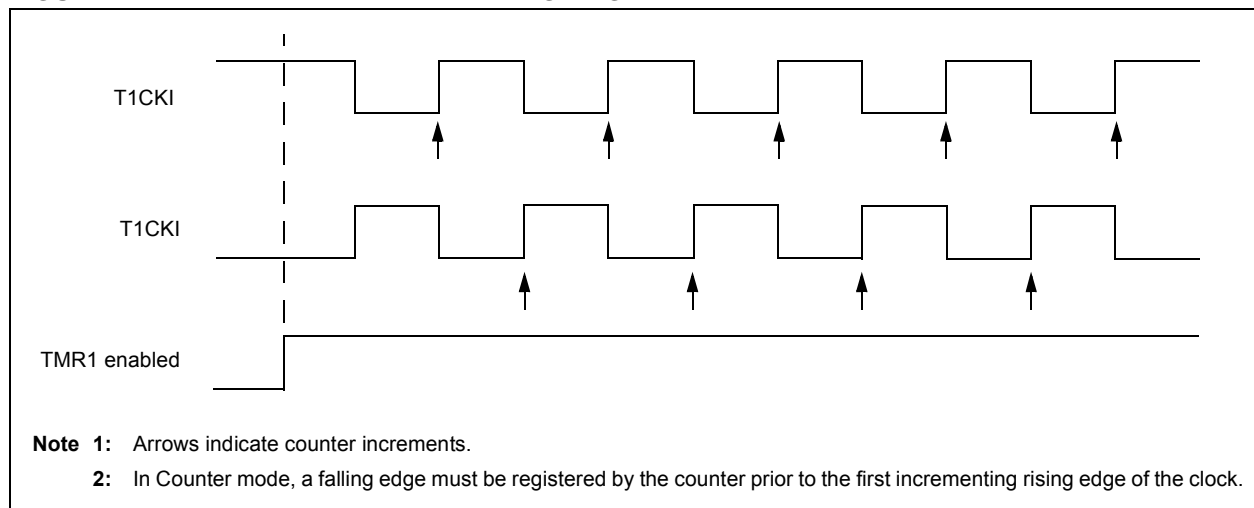 T1CKI
T1CKI
TMR1 enabled
Note 1: Arrows indicate counter increments.
2: In Counter mode, a falling edge must be registered by the counter prior to the first incrementing rising edge of the clock.